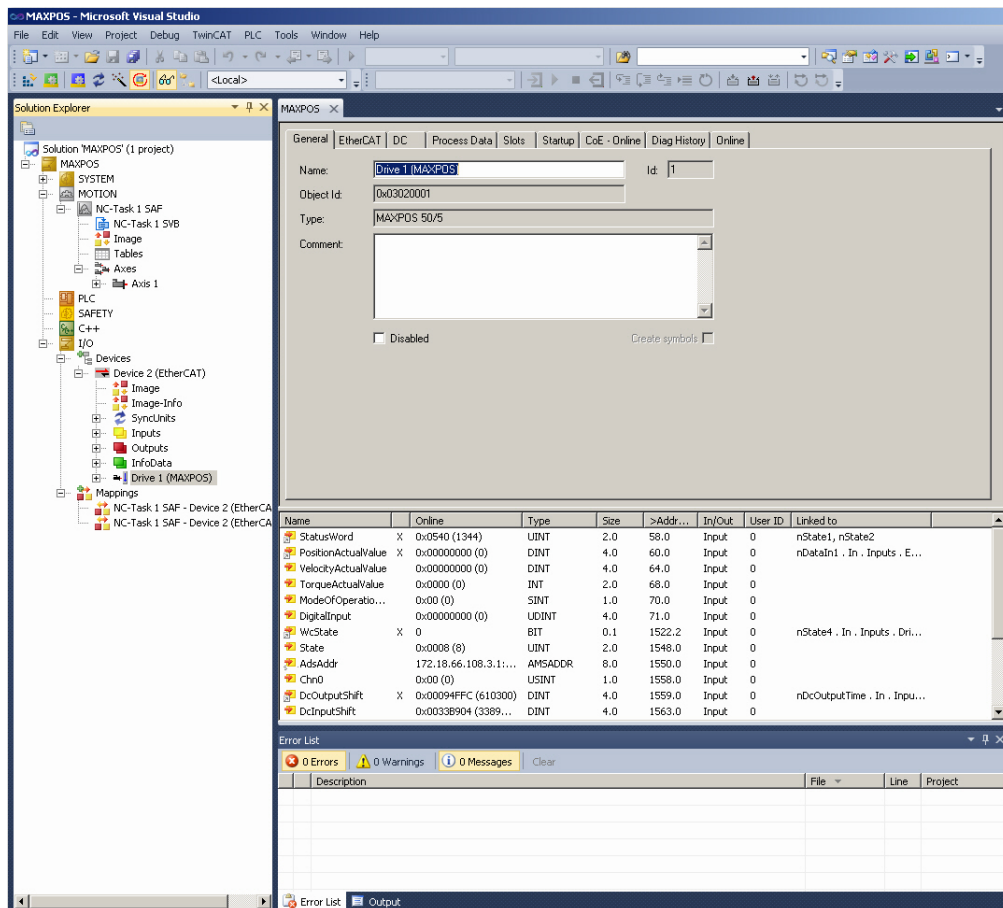 MAXPOS - Microsoft Visual Studio
File Edit View Project Debug TwinCAT PLC Tools Window Help
<Local>
Solution Explorer
Solution 'MAXPOS' (1 project)
MAXPOS
SYSTEM
MOTION
NC-Task 1 SAF
NC-Task 1 SVB
Image
Tables
Axes
Axis 1
PLC
SAFETY
C++
I/O
Devices
Device 2 (EtherCAT)
Image
Image-Info
SyncUnits
Inputs
Outputs
InfoData
Drive 1 (MAXPOS)
Mappings
NC-Task 1 SAF - Device 2 (EtherCA
NC-Task 1 SAF - Device 2 (EtherCA
MAXPOS
General EtherCAT DC Process Data Slots Startup CoE - Online Diag History Online
Name: Drive 1 (MAXPOS) Id: 1
Object Id: 0x03020001
Type: MAXPOS 50/5
Comment:
Disabled Create symbols
Name Online Type Size >Addr... In/Out User ID Linked to
StatusWord X 0x0540 (1344) UINT 2.0 58.0 Input 0 nState1, nState2
PositionActualValue X 0x00000000 (0) DINT 4.0 60.0 Input 0 nDataIn1 . In . Inputs . E...
VelocityActualValue 0x00000000 (0) DINT 4.0 64.0 Input 0
TorqueActualValue 0x0000 (0) INT 2.0 68.0 Input 0
ModeOfOperatio... 0x00 (0) SINT 1.0 70.0 Input 0
DigitalInput 0x00000000 (0) UDINT 4.0 71.0 Input 0
WcState X 0 BIT 0.1 1522.2 Input 0 nState4 . In . Inputs . Dri...
State 0x0008 (8) UINT 2.0 1548.0 Input 0
AdsAddr 172.18.66.108.3.1:... AMSADDR 8.0 1550.0 Input 0
Chn0 0x00 (0) USINT 1.0 1558.0 Input 0
DcOutputShift X 0x00094FFC (610300) DINT 4.0 1559.0 Input 0 nDcOutputTime . In . Inpu...
DcInputShift 0x0033B904 (3389... DINT 4.0 1563.0 Input 0
Error List
0 Errors 0 Warnings 0 Messages Clear
Description File Line Project
Error List Output